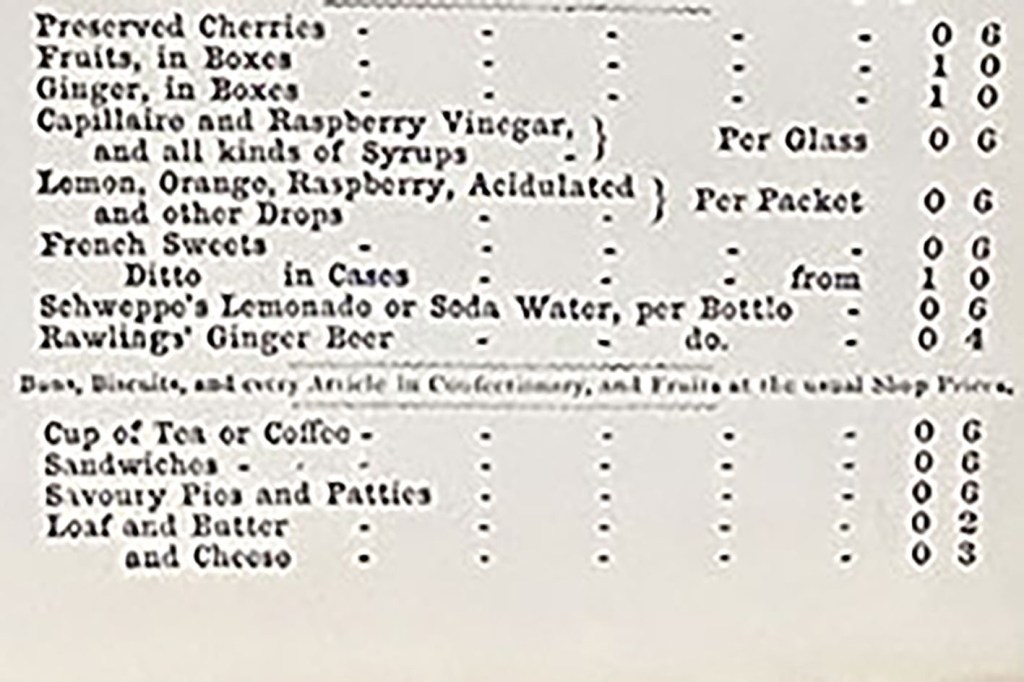 Preserved Cherries - - - - - 0 6
Fruits, in Boxes - - - - - 1 0
Ginger, in Boxes - - - - - 1 0
Capillaire and Raspberry Vinegar, } Per Glass 0 6
and all kinds of Syrups -
Lemon, Orange, Raspberry, Acidulated } Per Packet 0 6
and other Drops - -
French Sweets - - - - - 0 6
Ditto in Cases - - - from 1 0
Schweppe's Lemonade or Soda Water, per Bottle - 0 6
Rawlings' Ginger Beer - - do. - 0 4
Buns, Biscuits, and every Article in Confectionary, and Fruits at the usual Shop Prices.
Cup of Tea or Coffee - - - - - 0 6
Sandwiches - - - - - - - 0 6
Savoury Pies and Patties - - - - 0 6
Loaf and Butter - - - - - 0 2
and Cheese - - - - - 0 3